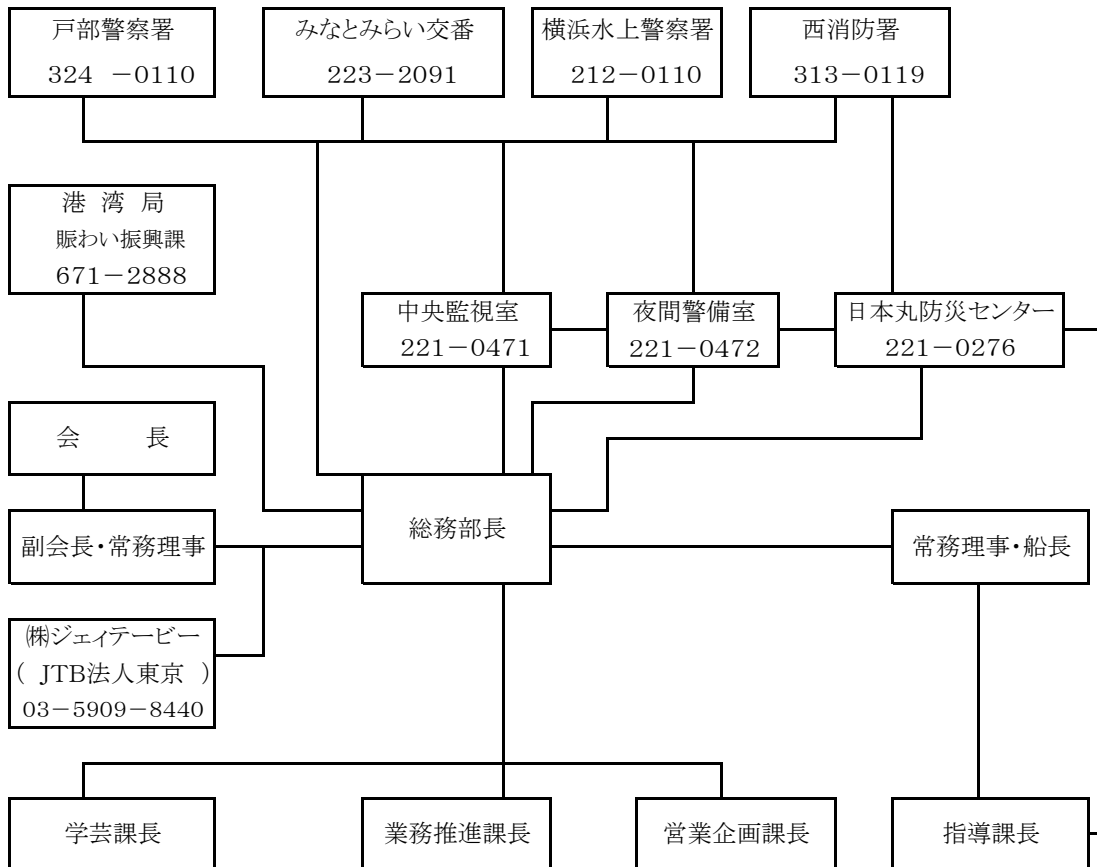 戸部警察署
324 －0110
みなとみらい交番
223－2091
横浜水上警察署
212－0110
西消防署
313－0119
港 湾 局
賑わい振興課
671－2888
中央監視室
221－0471
夜間警備室
221－0472
日本丸防災センター
221－0276
会 長
副会長・常務理事
総務部長
常務理事・船長
㈱ジェィテービー
( JTB法人東京 )
03－5909－8440
学芸課長
業務推進課長
営業企画課長
指導課長